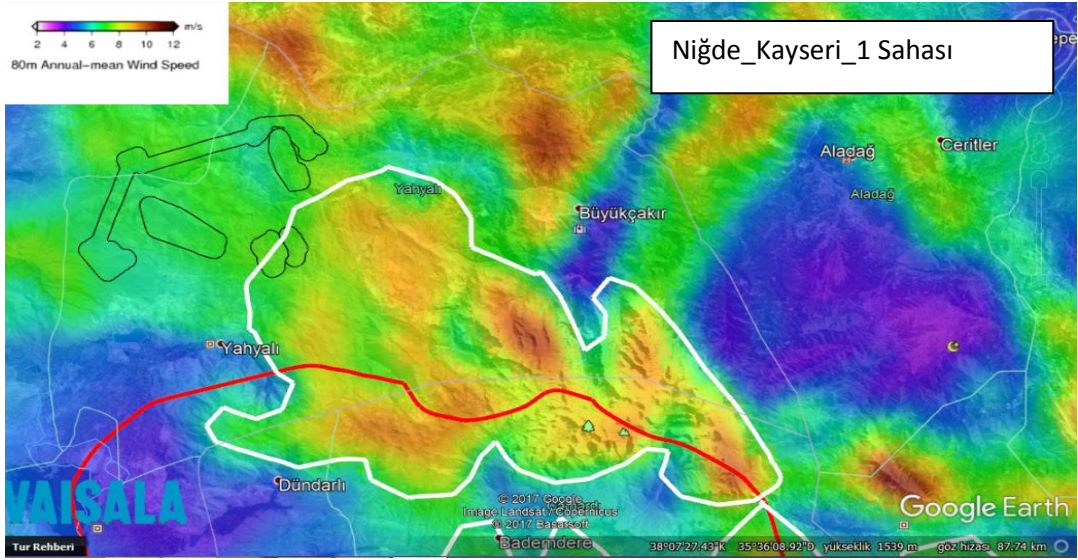 m/s
2 4 6 8 10 12
80m Annual-mean Wind Speed
Niğde_Kayseri_1 Sahası
Aladağ
Ceritler
Yahyalı
Aladağ
Büyükçakır
Yahyalı
Dündarlı
VAISALA
© 2017 Google
Image Landsat / Copernicus
© 2017 Basarsoft
Google Earth
Bademdere
Tur Rehberi
38°07'27.43"K 35°36'08.92"D yükseklik 1539 m göz hizası 87.74 km